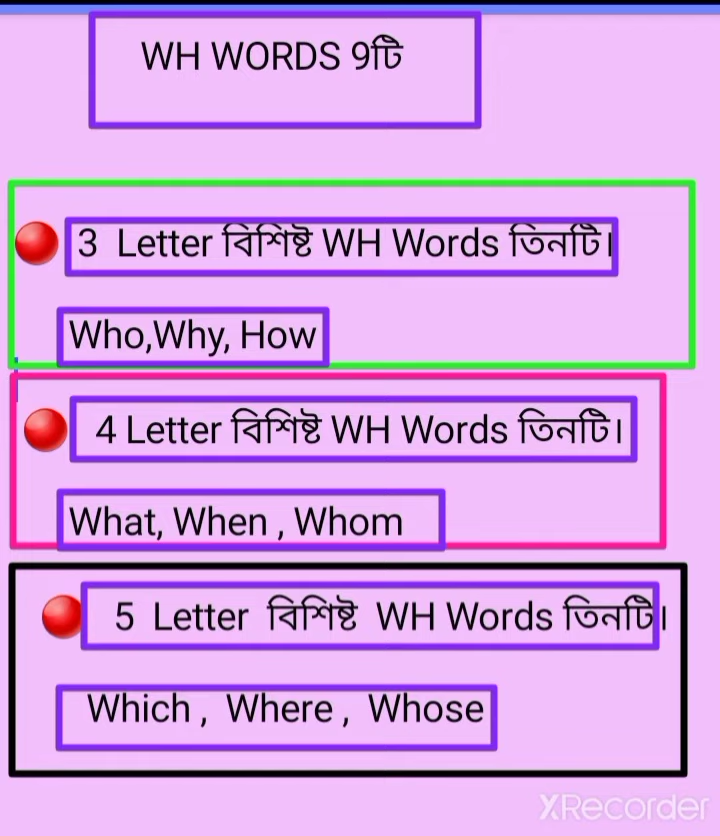 WH WORDS 9টি
3 Letter বিশিষ্ট WH Words তিনটি।
Who,Why, How
4 Letter বিশিষ্ট WH Words তিনটি।
What, When , Whom
5 Letter বিশিষ্ট WH Words তিনটি।
Which , Where , Whose
XRecorder